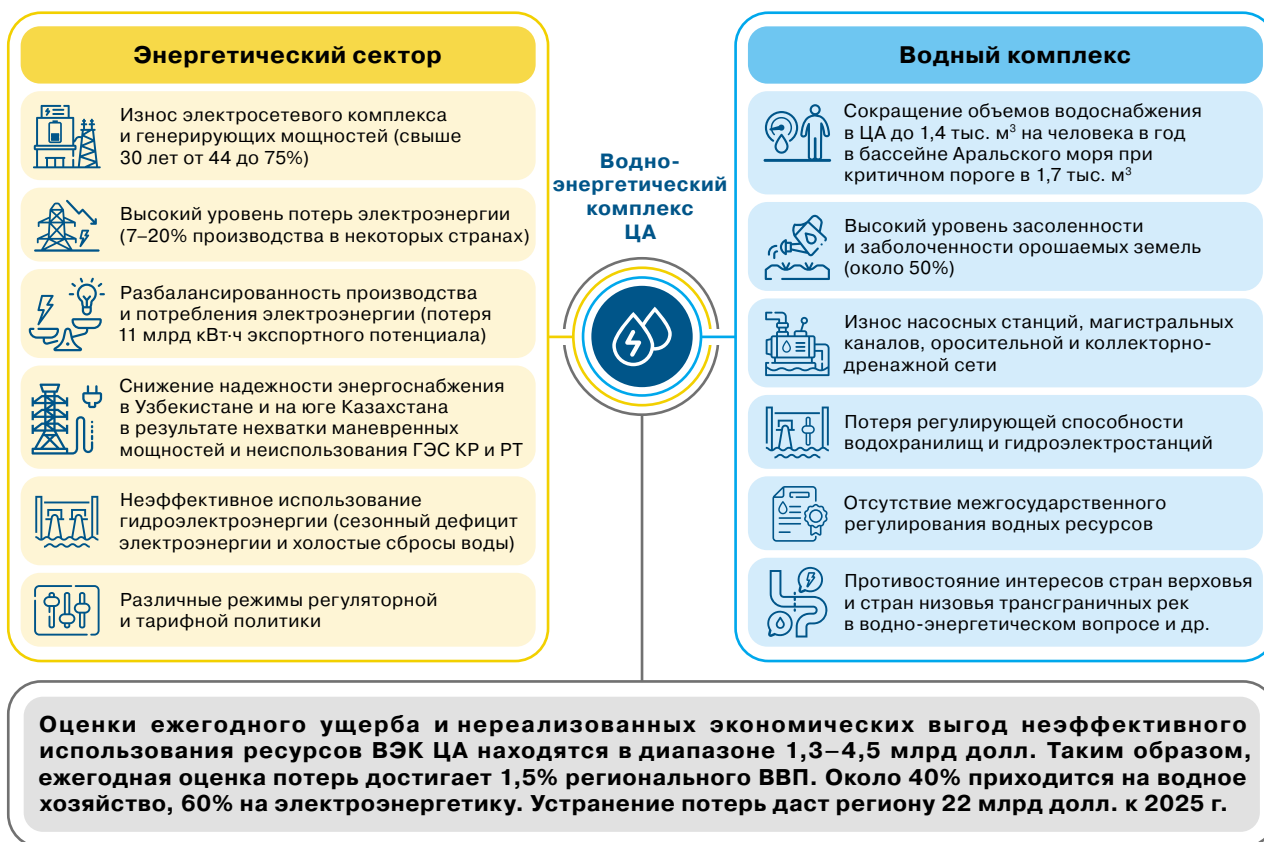 Энергетический сектор
Износ электросетевого комплекса
и генерирующих мощностей (свыше
30 лет от 44 до 75%)
Высокий уровень потерь электроэнергии
(7–20% производства в некоторых странах)
Разбалансированность производства
и потребления электроэнергии (потеря
11 млрд кВт·ч экспортного потенциала)
Снижение надежности энергоснабжения
в Узбекистане и на юге Казахстана
в результате нехватки маневренных
мощностей и неиспользования ГЭС КР и РТ
Неэффективное использование
гидроэлектроэнергии (сезонный дефицит
электроэнергии и холостые сбросы воды)
Различные режимы регуляторной
и тарифной политики
Водно-
энергетический
комплекс
ЦА
Водный комплекс
Сокращение объемов водоснабжения
в ЦА до 1,4 тыс. м³ на человека в год
в бассейне Аральского моря при
критичном пороге в 1,7 тыс. м³
Высокий уровень засоленности
и заболоченности орошаемых земель
(около 50%)
Износ насосных станций, магистральных
каналов, оросительной и коллекторно-
дренажной сети
Потеря регулирующей способности
водохранилищ и гидроэлектростанций
Отсутствие межгосударственного
регулирования водных ресурсов
Противостояние интересов стран верховья
и стран низовья трансграничных рек
в водно-энергетическом вопросе и др.
Оценки ежегодного ущерба и нереализованных экономических выгод неэффективного
использования ресурсов ВЭК ЦА находятся в диапазоне 1,3–4,5 млрд долл. Таким образом,
ежегодная оценка потерь достигает 1,5% регионального ВВП. Около 40% приходится на водное
хозяйство, 60% на электроэнергетику. Устранение потерь даст региону 22 млрд долл. к 2025 г.